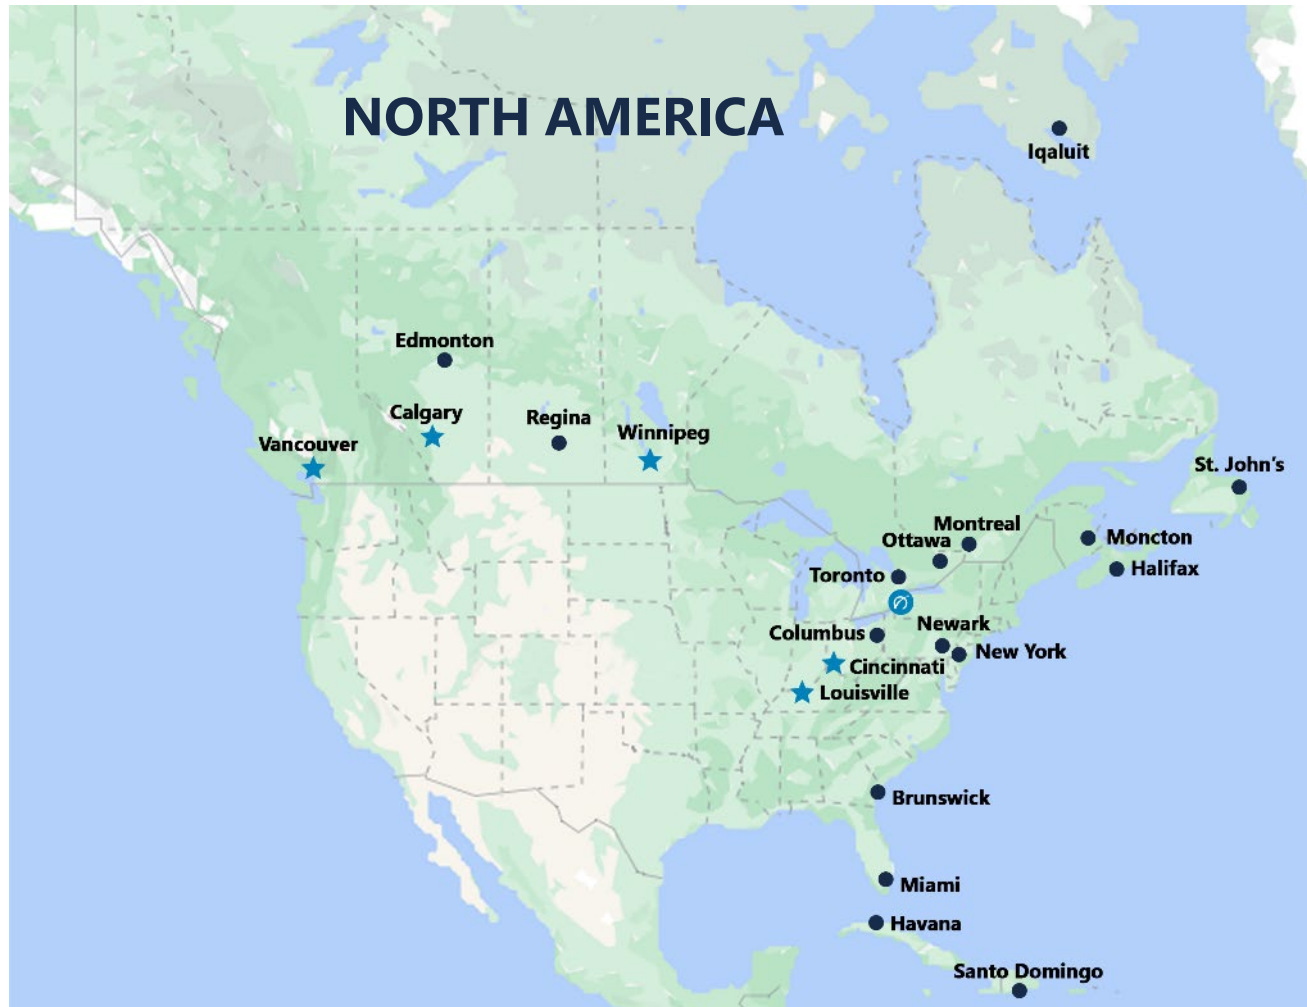 NORTH AMERICA
Iqaluit
Edmonton
Calgary
Regina
Winnipeg
Vancouver
St. John's
Montreal
Ottawa
Moncton
Toronto
Halifax
Columbus
Newark
New York
Cincinnati
Louisville
Brunswick
Miami
Havana
Santo Domingo